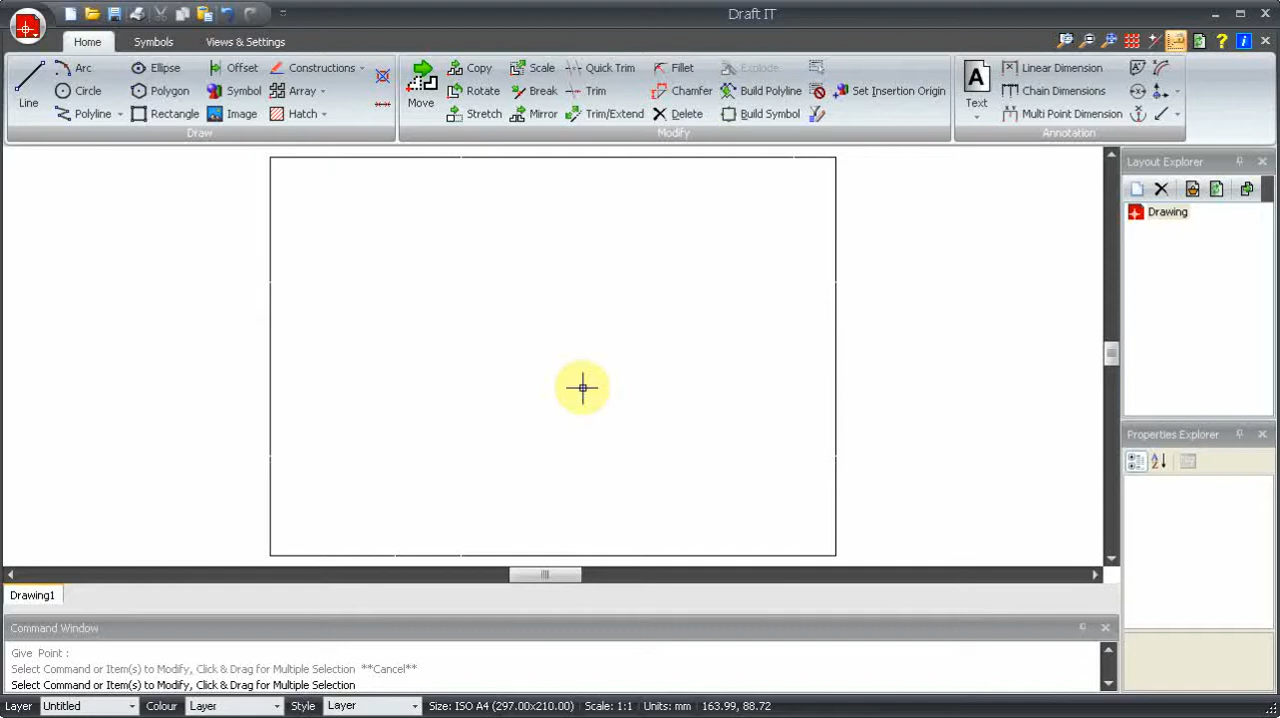 Draft IT
Home Symbols Views & Settings
Line
Arc Ellipse Offset Constructions
Circle Polygon Symbol Array
Polyline Rectangle Image Hatch
Draw
Move
Copy Scale Quick Trim Fillet Explode
Rotate Break Trim Chamfer Build Polyline Set Insertion Origin
Stretch Mirror Trim/Extend Delete Build Symbol
Modify
Text
Linear Dimension
Chain Dimensions
Multi Point Dimension
Annotation
Layout Explorer
Drawing
Properties Explorer
Drawing1
Command Window
Give Point :
Select Command or Item(s) to Modify, Click & Drag for Multiple Selection **Cancel**
Select Command or Item(s) to Modify, Click & Drag for Multiple Selection
Layer Untitled Colour Layer Style Layer Size: ISO A4 (297.00x210.00) Scale: 1:1 Units: mm 163.99, 88.72